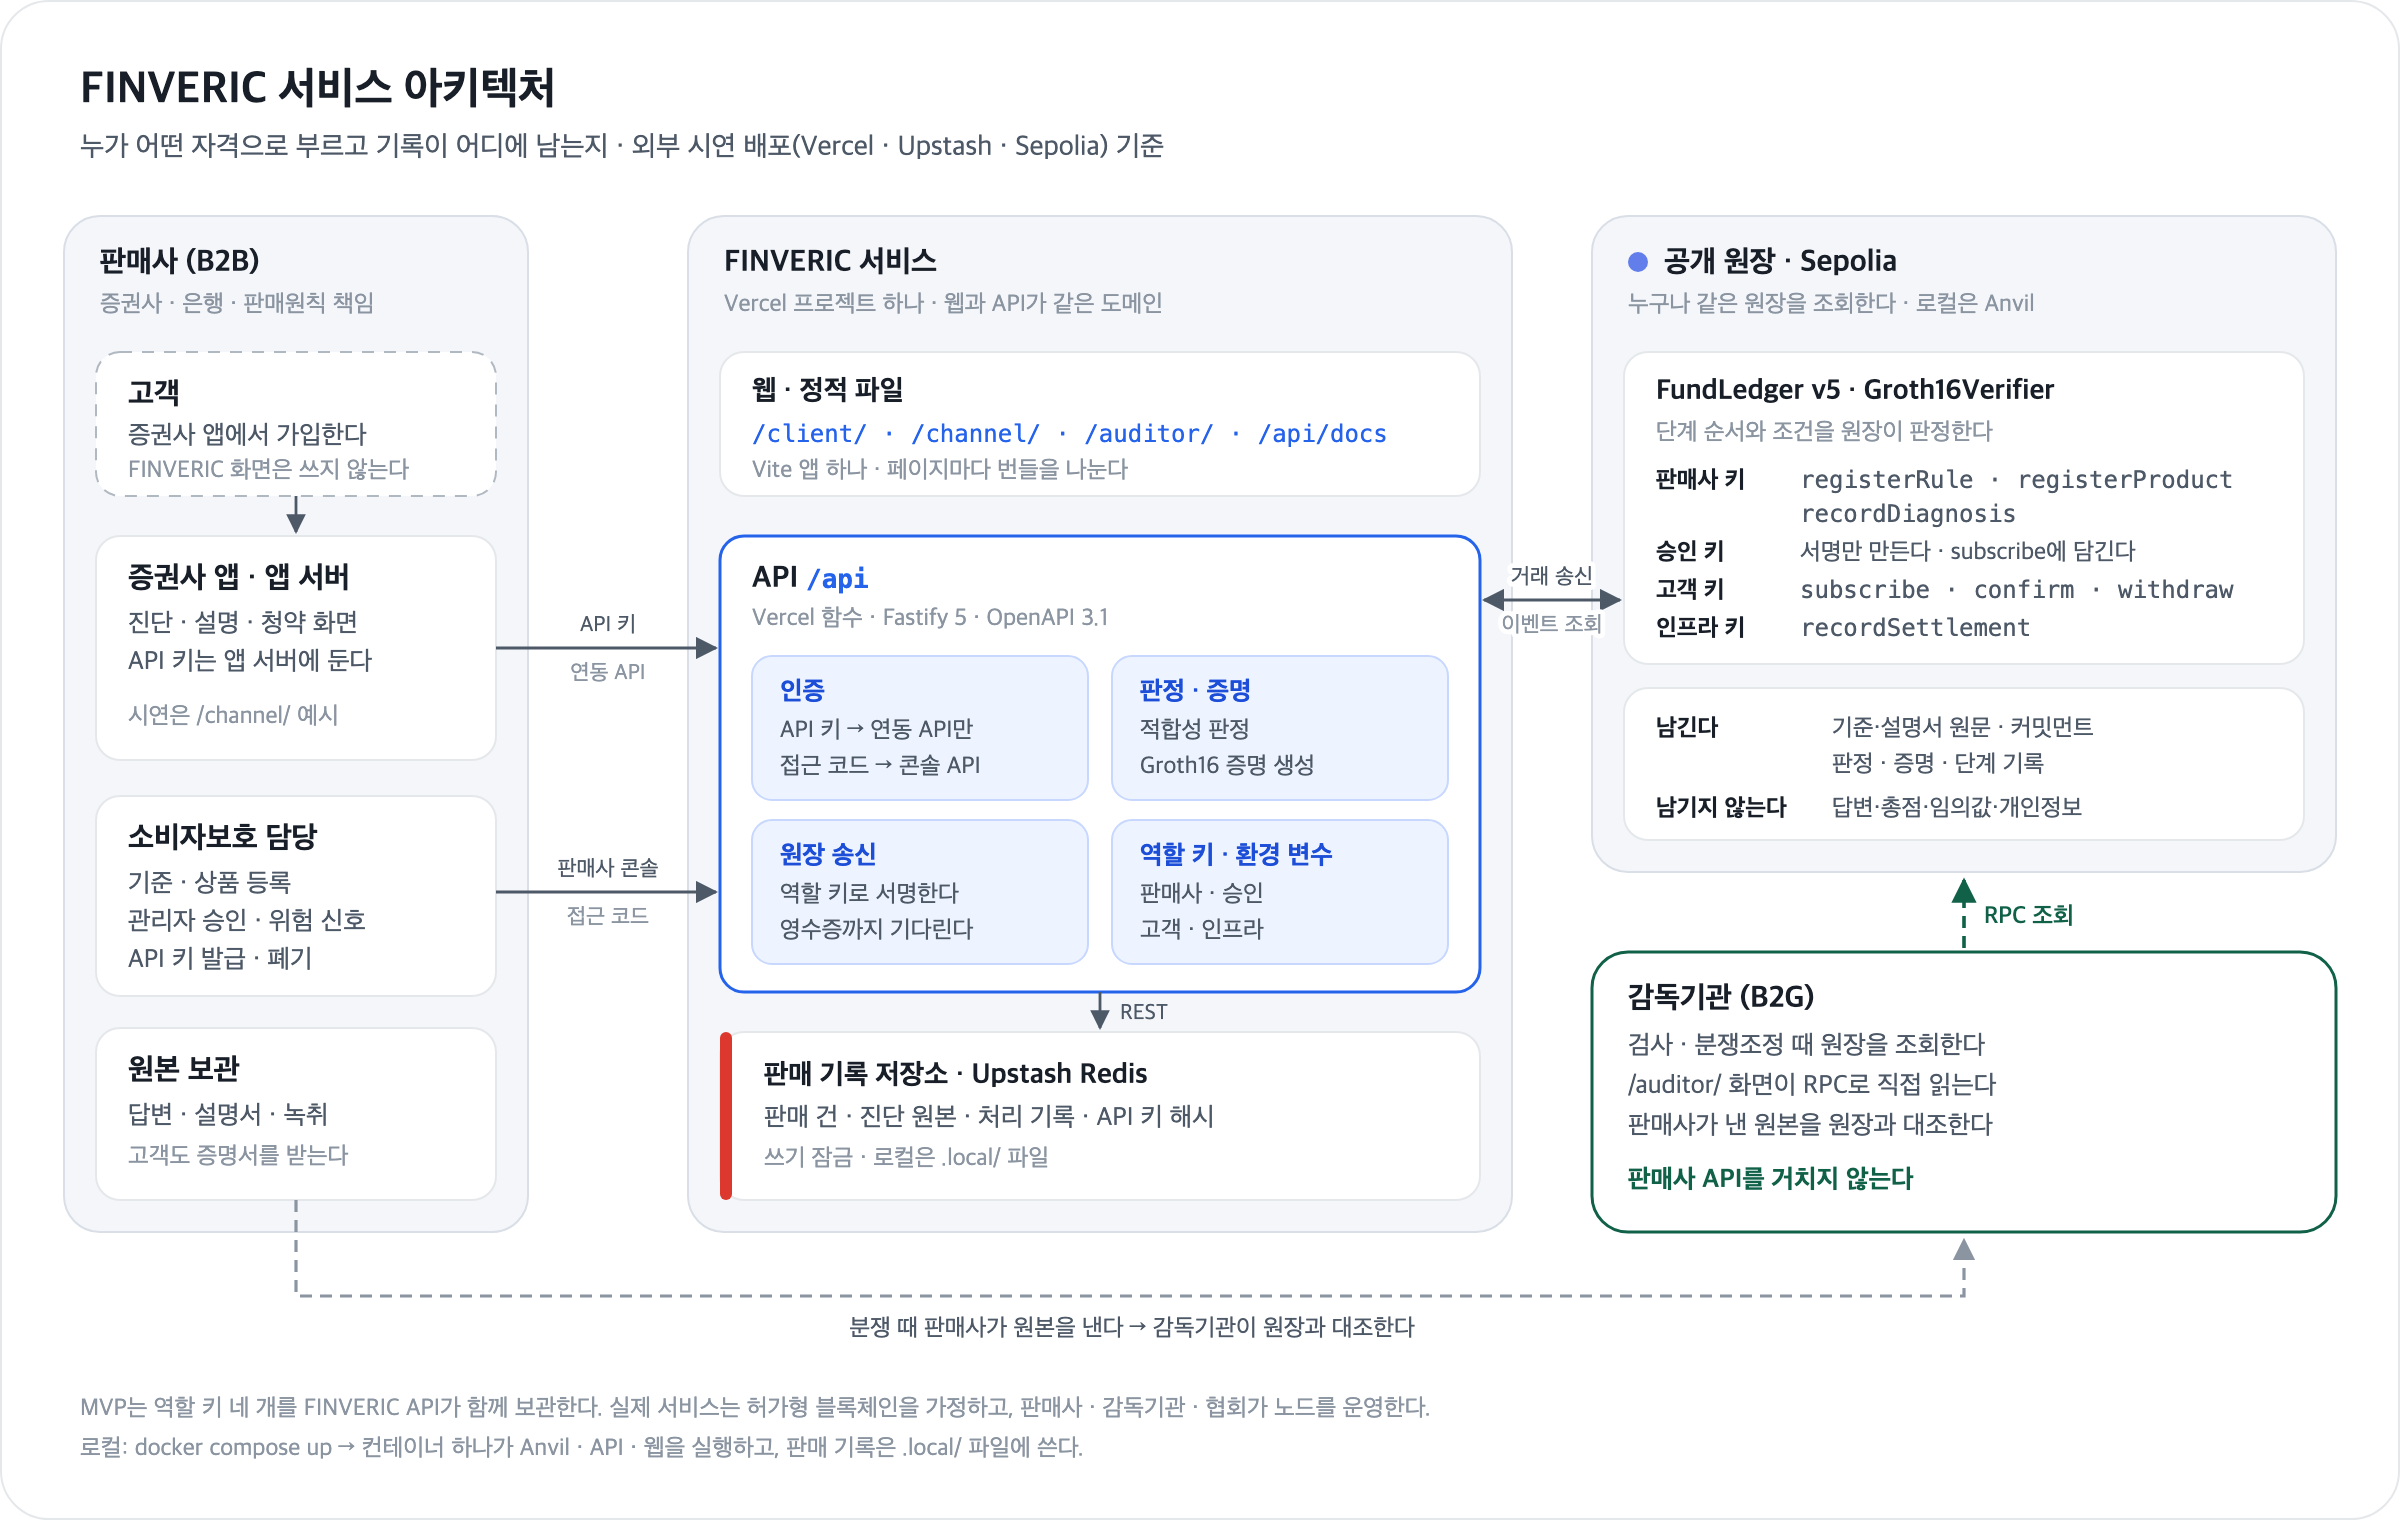 FINVERIC 서비스 아키텍처
누가 어떤 자격으로 부르고 기록이 어디에 남는지 · 외부 시연 배포(Vercel · Upstash · Sepolia) 기준
판매사 (B2B)
증권사 · 은행 · 판매원칙 책임
고객
증권사 앱에서 가입한다
FINVERIC 화면은 쓰지 않는다
증권사 앱 · 앱 서버
진단 · 설명 · 청약 화면
API 키는 앱 서버에 둔다
시연은 /channel/ 예시
소비자보호 담당
기준 · 상품 등록
관리자 승인 · 위험 신호
API 키 발급 · 폐기
원본 보관
답변 · 설명서 · 녹취
고객도 증명서를 받는다
API 키
연동 API
판매사 콘솔
접근 코드
FINVERIC 서비스
Vercel 프로젝트 하나 · 웹과 API가 같은 도메인
웹 · 정적 파일
/client/ · /channel/ · /auditor/ · /api/docs
Vite 앱 하나 · 페이지마다 번들을 나눈다
API /api
Vercel 함수 · Fastify 5 · OpenAPI 3.1
인증
API 키 → 연동 API만
접근 코드 → 콘솔 API
판정 · 증명
적합성 판정
Groth16 증명 생성
원장 송신
역할 키로 서명한다
영수증까지 기다린다
역할 키 · 환경 변수
판매사 · 승인
고객 · 인프라
REST
판매 기록 저장소 · Upstash Redis
판매 건 · 진단 원본 · 처리 기록 · API 키 해시
쓰기 잠금 · 로컬은 .local/ 파일
거래 송신
이벤트 조회
공개 원장 · Sepolia
누구나 같은 원장을 조회한다 · 로컬은 Anvil
FundLedger v5 · Groth16Verifier
단계 순서와 조건을 원장이 판정한다
판매사 키 registerRule · registerProduct
recordDiagnosis
승인 키 서명만 만든다 · subscribe에 담긴다
고객 키 subscribe · confirm · withdraw
인프라 키 recordSettlement
남긴다 기준·설명서 원문 · 커밋먼트
판정 · 증명 · 단계 기록
남기지 않는다 답변·총점·임의값·개인정보
RPC 조회
감독기관 (B2G)
검사 · 분쟁조정 때 원장을 조회한다
/auditor/ 화면이 RPC로 직접 읽는다
판매사가 낸 원본을 원장과 대조한다
판매사 API를 거치지 않는다
분쟁 때 판매사가 원본을 낸다 → 감독기관이 원장과 대조한다
MVP는 역할 키 네 개를 FINVERIC API가 함께 보관한다. 실제 서비스는 허가형 블록체인을 가정하고, 판매사 · 감독기관 · 협회가 노드를 운영한다.
로컬: docker compose up → 컨테이너 하나가 Anvil · API · 웹을 실행하고, 판매 기록은 .local/ 파일에 쓴다.